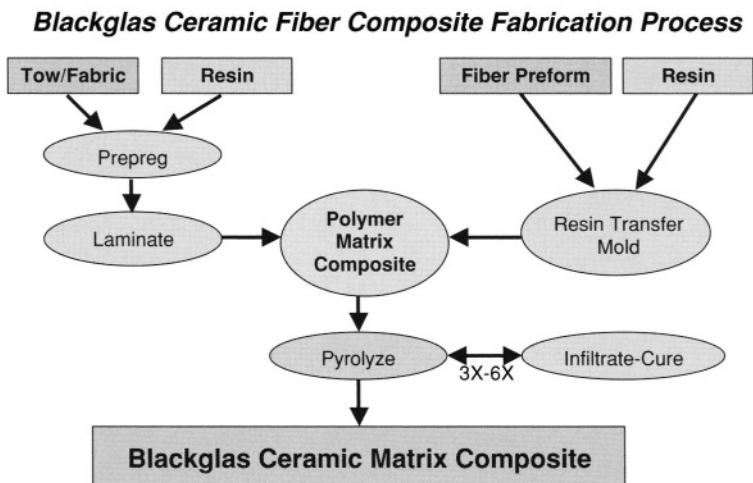 Blackglas Ceramic Fiber Composite Fabrication Process
Tow/Fabric
Resin
Fiber Preform
Resin
Prepreg
Laminate
Polymer
Matrix
Composite
Resin Transfer
Mold
Pyrolyze
3X-6X
Infiltrate-Cure
Blackglas Ceramic Matrix Composite